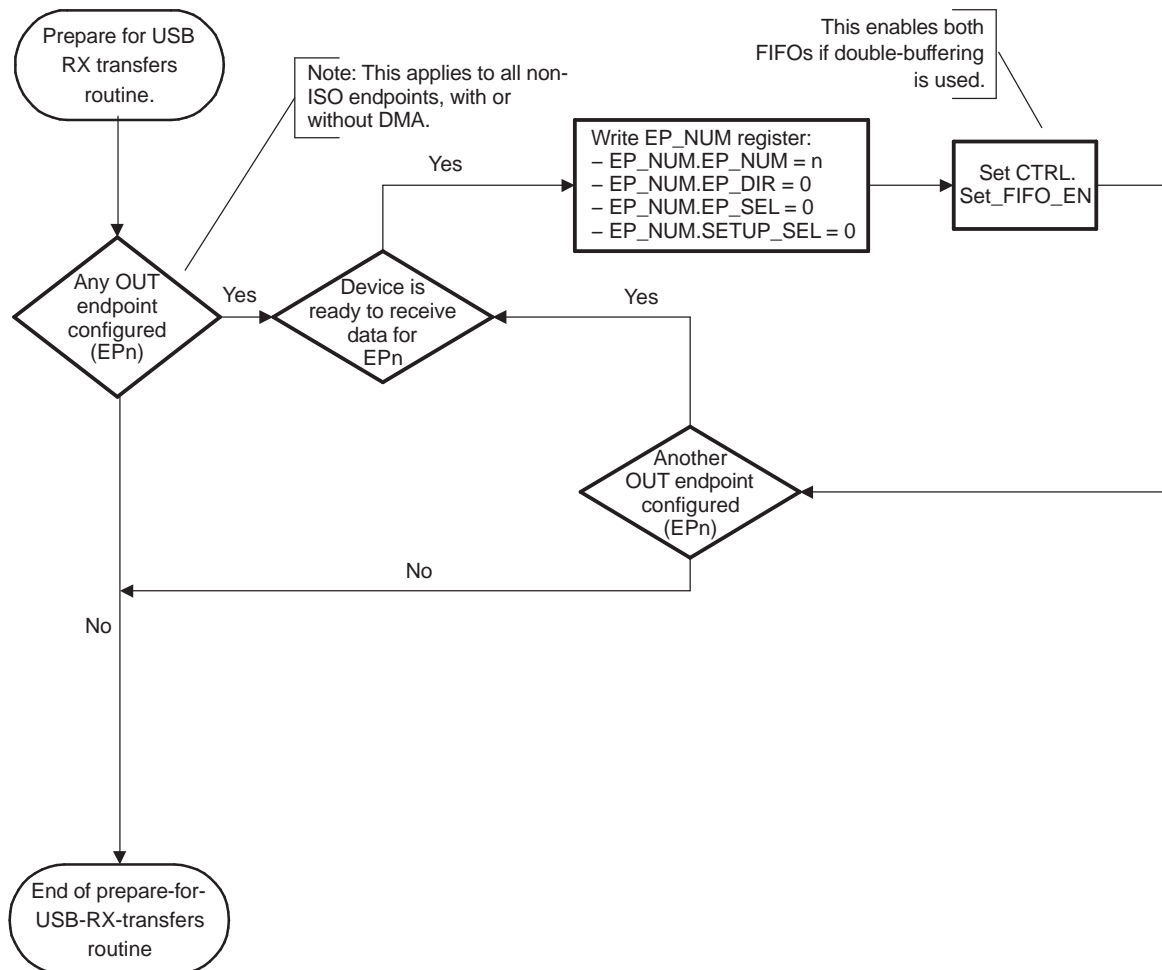 Prepare for USB
RX transfers
routine.
Note: This applies to all non-
ISO endpoints, with or
without DMA.
This enables both
FIFOs if double-buffering
is used.
Yes
Write EP_NUM register:
– EP_NUM.EP_NUM = n
– EP_NUM.EP_DIR = 0
– EP_NUM.EP_SEL = 0
– EP_NUM.SETUP_SEL = 0
Set CTRL.
Set_FIFO_EN
Any OUT
endpoint
configured
(EPn)
Yes
Device is
ready to receive
data for
EPn
Yes
Another
OUT endpoint
configured
(EPn)
No
No
End of prepare-for-
USB-RX-transfers
routine